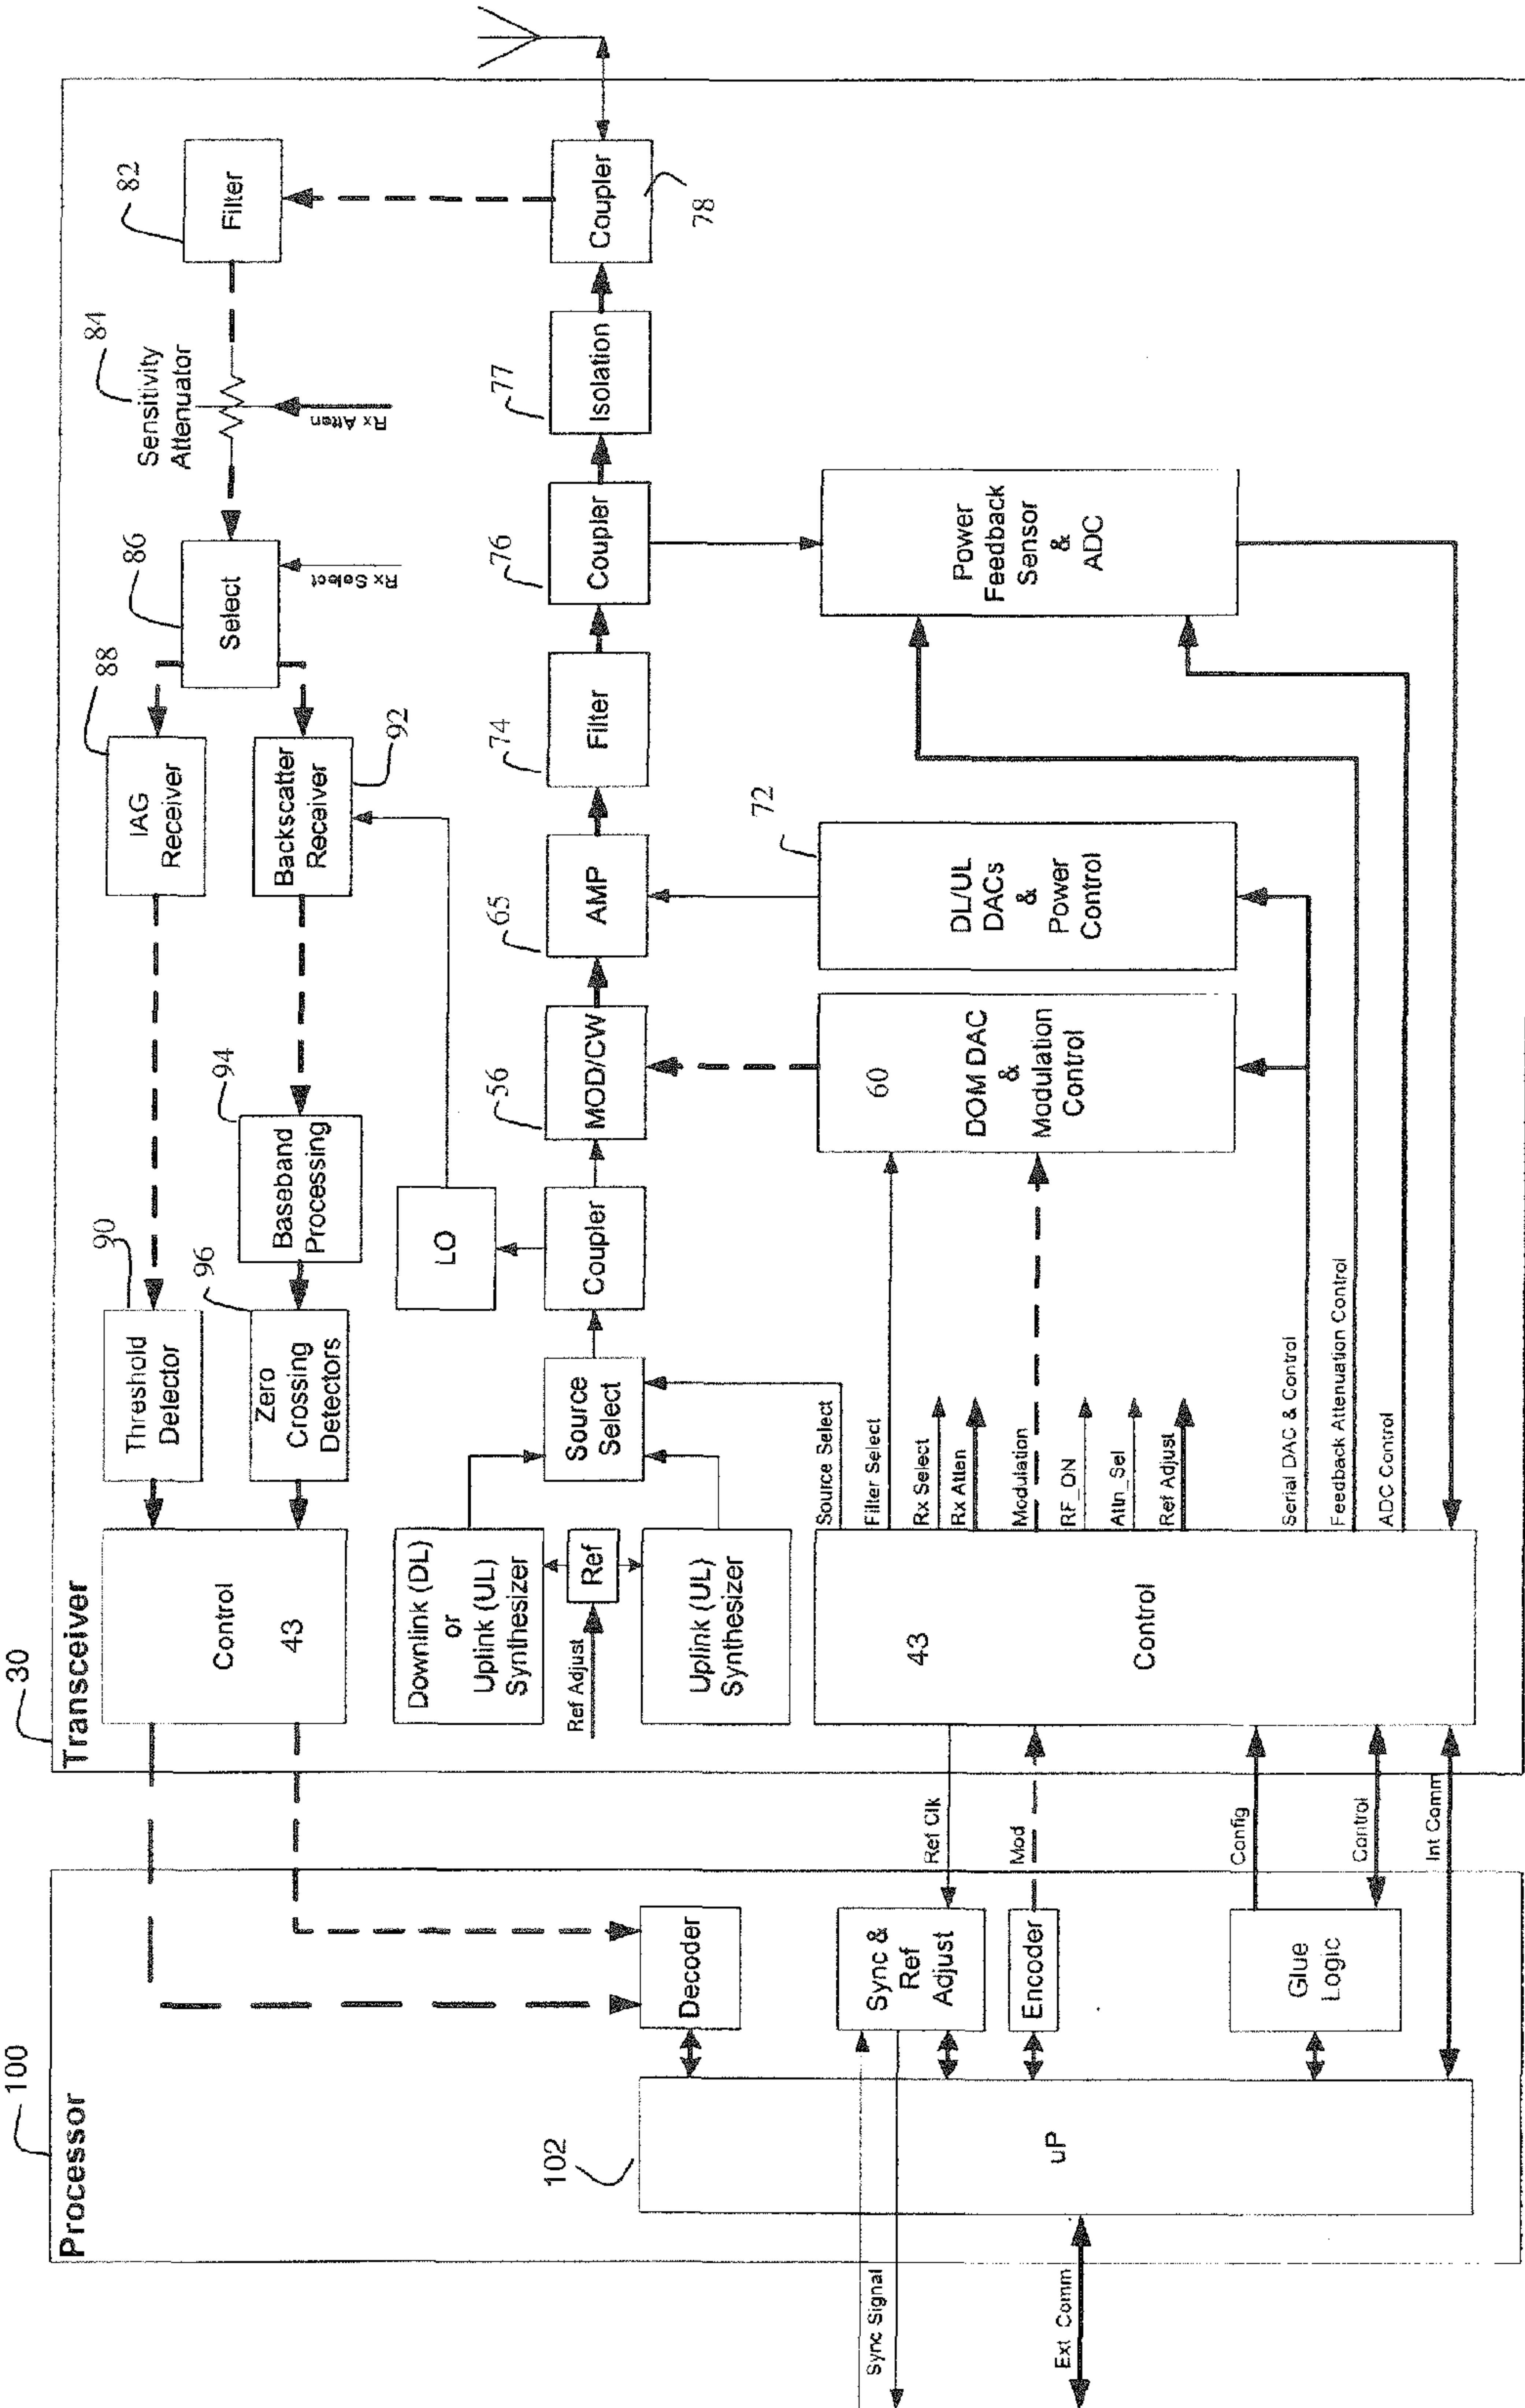 100
Processor
102
uP
Sync Signal
Ext Comm
Decoder
Sync &
Ref
Adjust
Encoder
Glue
Logic
Ref Clk
Mod
Config
Control
Int Comm
30
Transceiver
Control
43
Threshold
Detector
90
Zero
Crossing
Detectors
96
Baseband
Processing
94
IAG
Receiver
88
Backscatter
Receiver
92
Select
86
Rx Select
Sensitivity
Attenuator
84
Rx Atten
Filter
82
Downlink (DL)
or
Uplink (UL)
Synthesizer
Ref
Ref Adjust
Uplink (UL)
Synthesizer
Source
Select
LO
Coupler
MOD/CW
56
AMP
65
Filter
74
Coupler
76
Isolation
77
Coupler
78
43
Control
Source Select
Filter Select
Rx Select
Rx Atten
Modulation
RF_ON
Attn_Sel
Ref Adjust
Serial DAC & Control
Feedback Attenuation Control
ADC Control
60
DOM DAC
&
Modulation
Control
72
DL/UL
DACs
&
Power
Control
Power
Feedback
Sensor
&
ADC